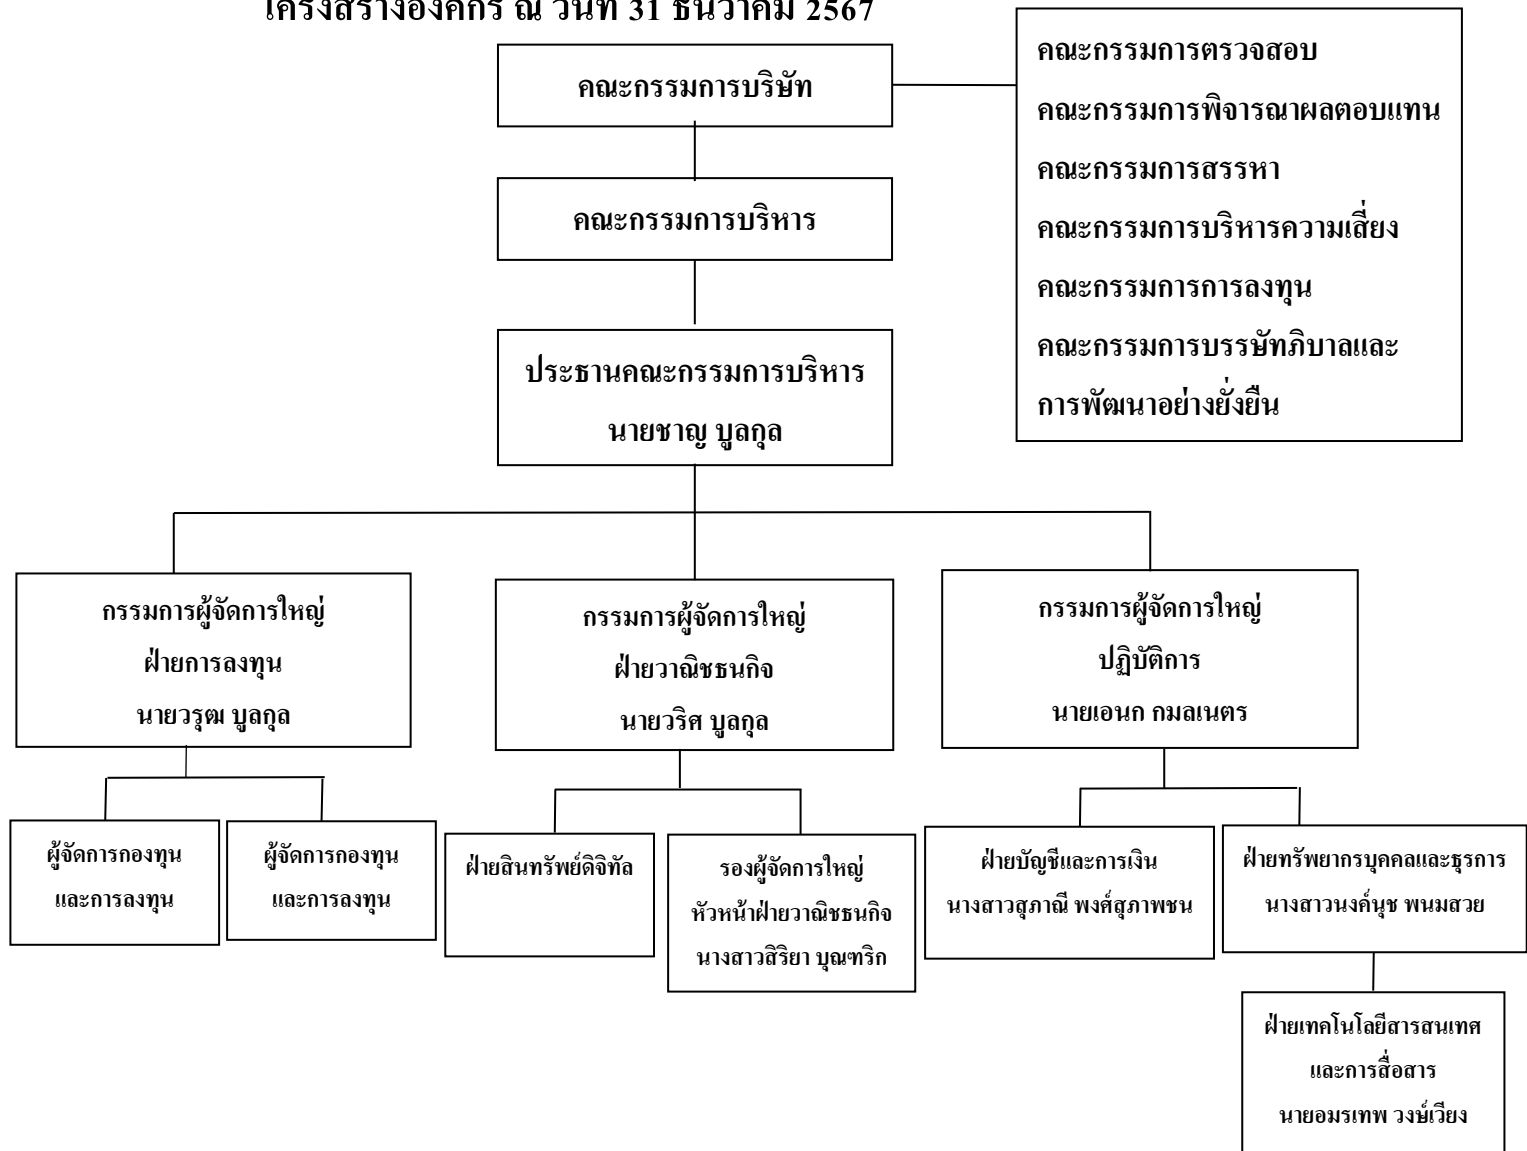 โครงสร้างองค์กร ณ วันที่ 31 ธันวาคม 2567
คณะกรรมการบริษัท
คณะกรรมการตรวจสอบ
คณะกรรมการพิจารณาผลตอบแทน
คณะกรรมการสรรหา
คณะกรรมการบริหารความเสี่ยง
คณะกรรมการการลงทุน
คณะกรรมการบรรษัทภิบาลและ
การพัฒนาอย่างยั่งยืน
คณะกรรมการบริหาร
ประธานคณะกรรมการบริหาร
นายชาญ บูลกุล
กรรมการผู้จัดการใหญ่
ฝ่ายการลงทุน
นายวรุฒ บูลกุล
กรรมการผู้จัดการใหญ่
ฝ่ายวาณิชธนกิจ
นายวริศ บูลกุล
กรรมการผู้จัดการใหญ่
ปฏิบัติการ
นายเอนก กมลเนตร
ผู้จัดการกองทุน
และการลงทุน
ผู้จัดการกองทุน
และการลงทุน
ฝ่ายสินทรัพย์ดิจิทัล
รองผู้จัดการใหญ่
หัวหน้าฝ่ายวาณิชธนกิจ
นางสาวสิริยา บุณฑริก
ฝ่ายบัญชีและการเงิน
นางสาวสุภาณี พงศ์สุภาพชน
ฝ่ายทรัพยากรบุคคลและธุรการ
นางสาวนงค์นุช พนมสวย
ฝ่ายเทคโนโลยีสารสนเทศ
และการสื่อสาร
นายอมรเทพ วงษ์เวียง